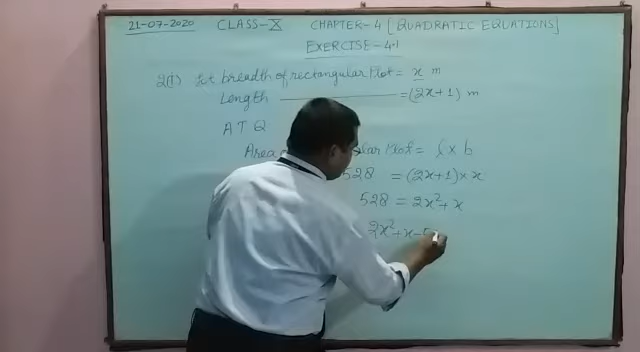 21-07-2020 CLASS-X CHAPTER-4 [QUADRATIC EQUATIONS]
EXERCISE-4.1
2(i) Let breadth of rectangular Plot = x m
Length = (2x+1) m
A T Q
Area Plot = l x b
528 = (2x+1) x x
528 = 2x² + x
2x² + x -